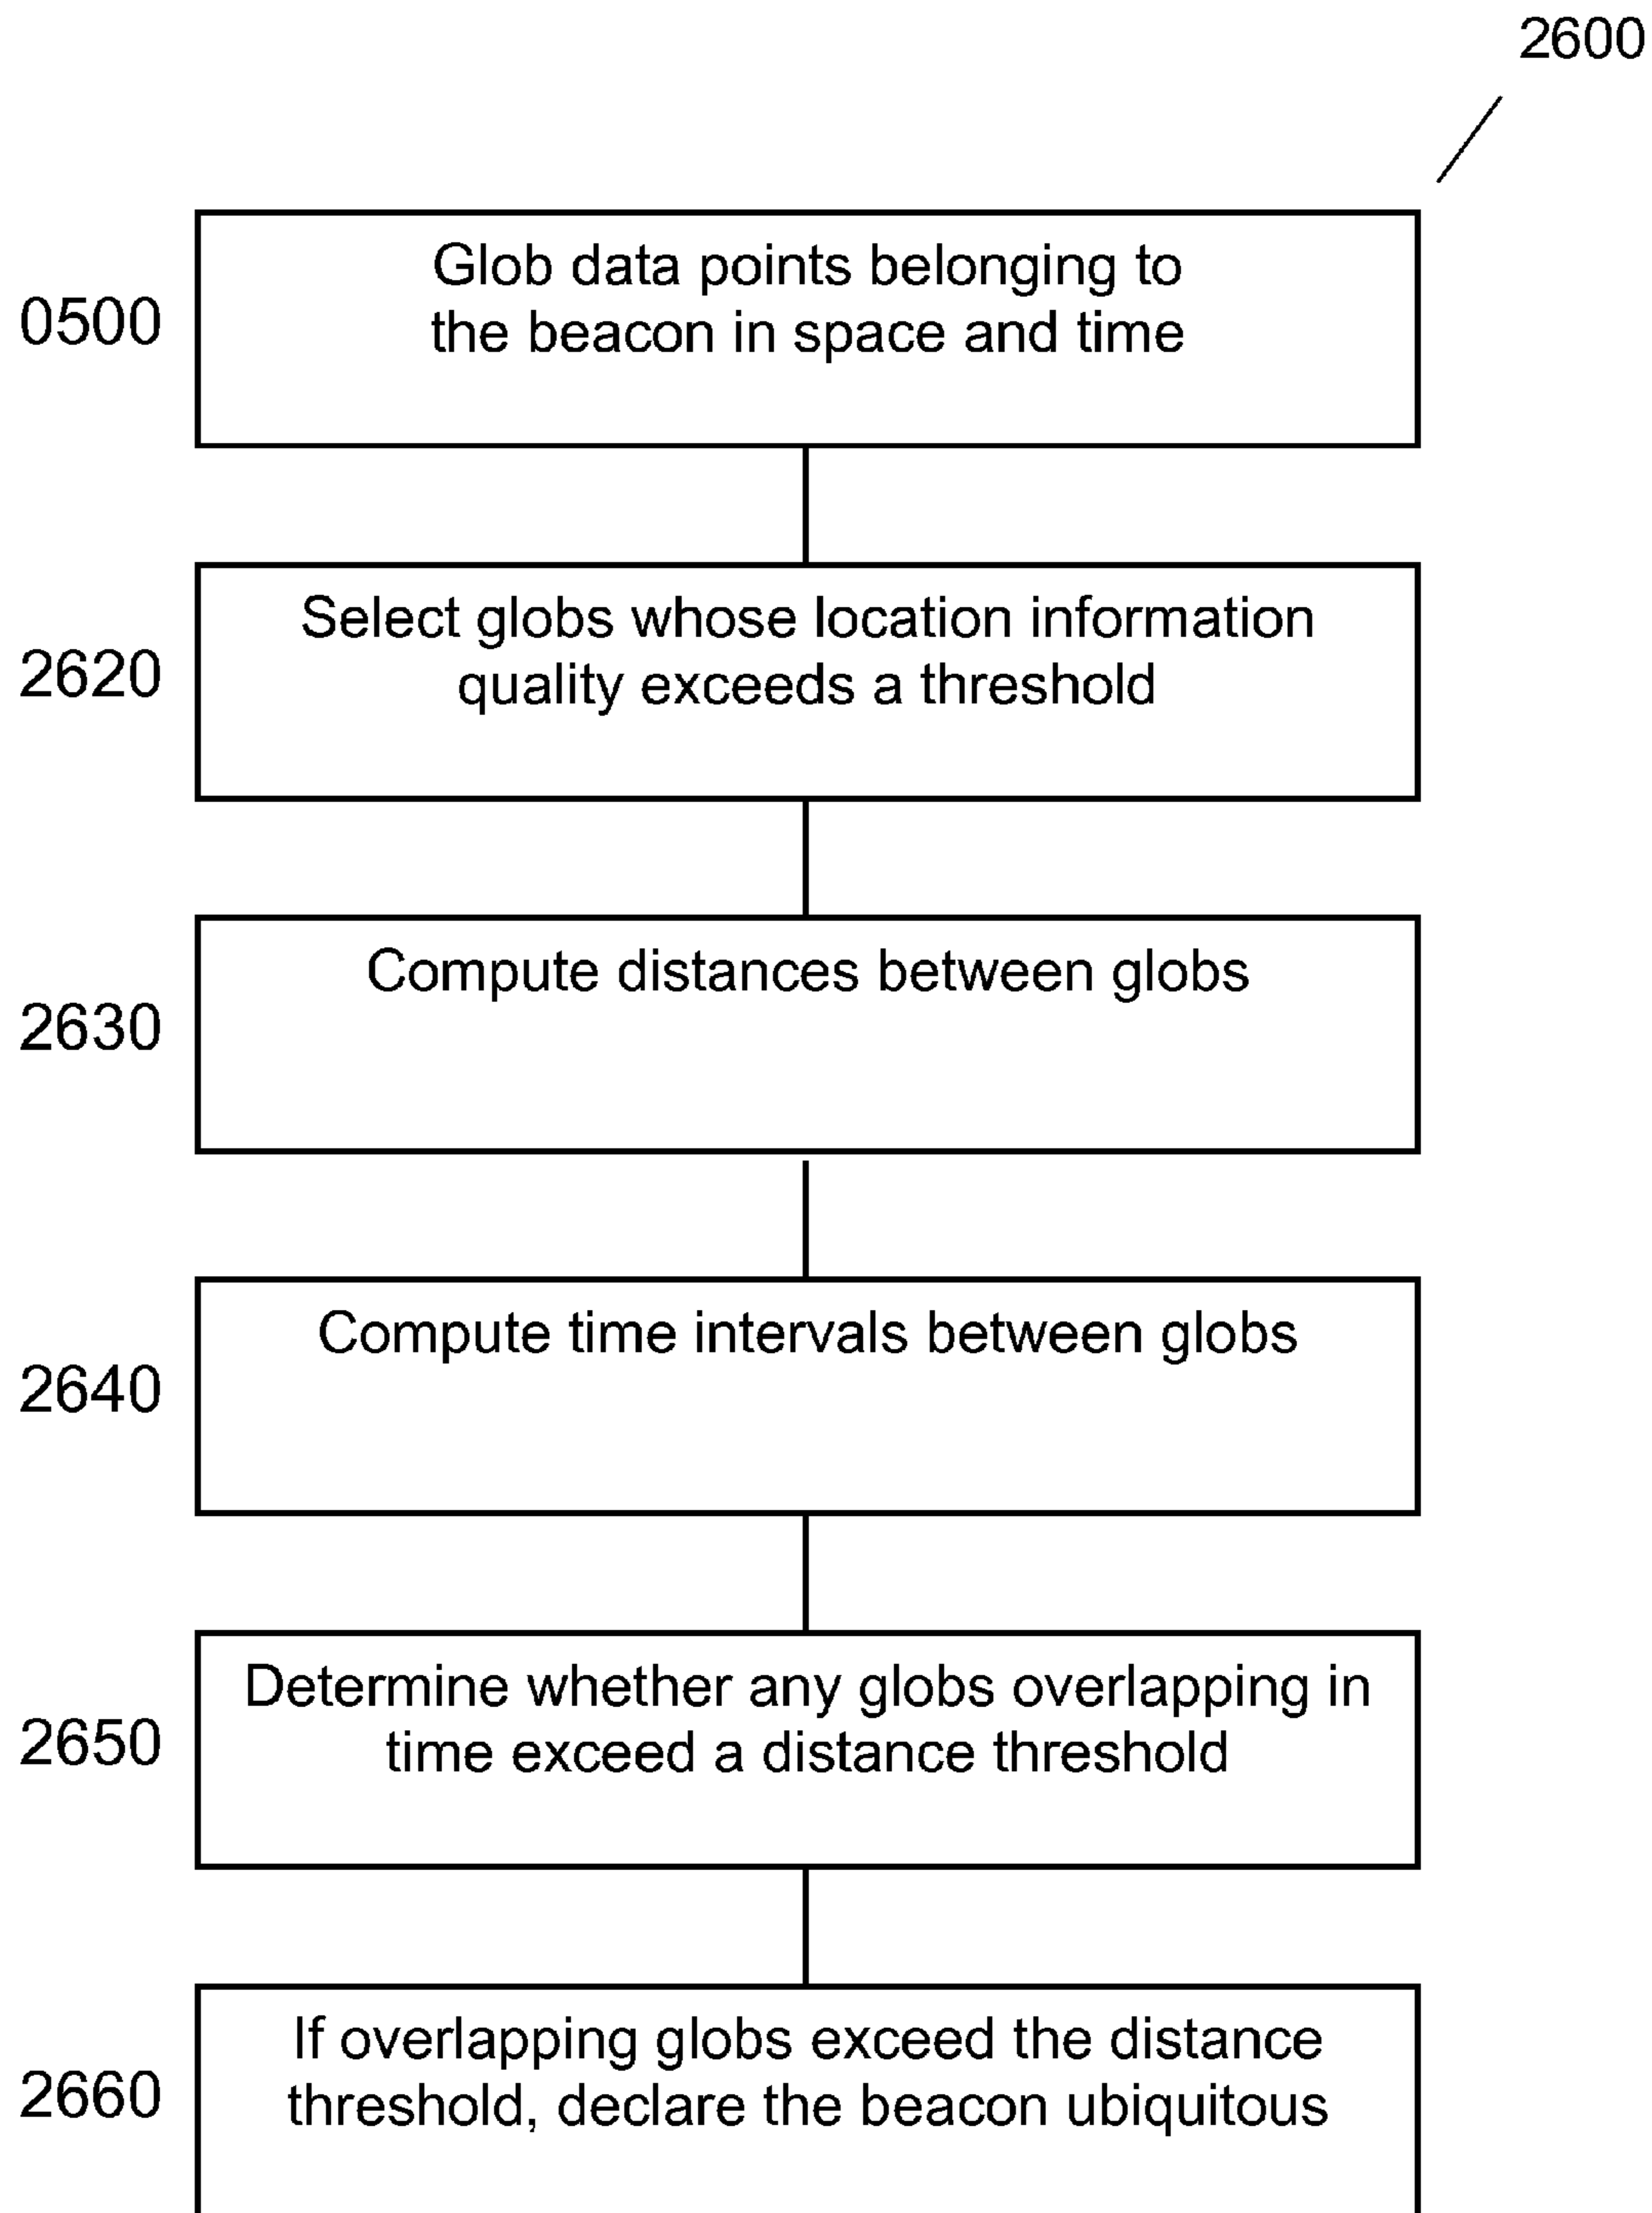 2600
0500
Glob data points belonging to
the beacon in space and time
2620
Select globs whose location information
quality exceeds a threshold
2630
Compute distances between globs
2640
Compute time intervals between globs
2650
Determine whether any globs overlapping in
time exceed a distance threshold
2660
If overlapping globs exceed the distance
threshold, declare the beacon ubiquitous